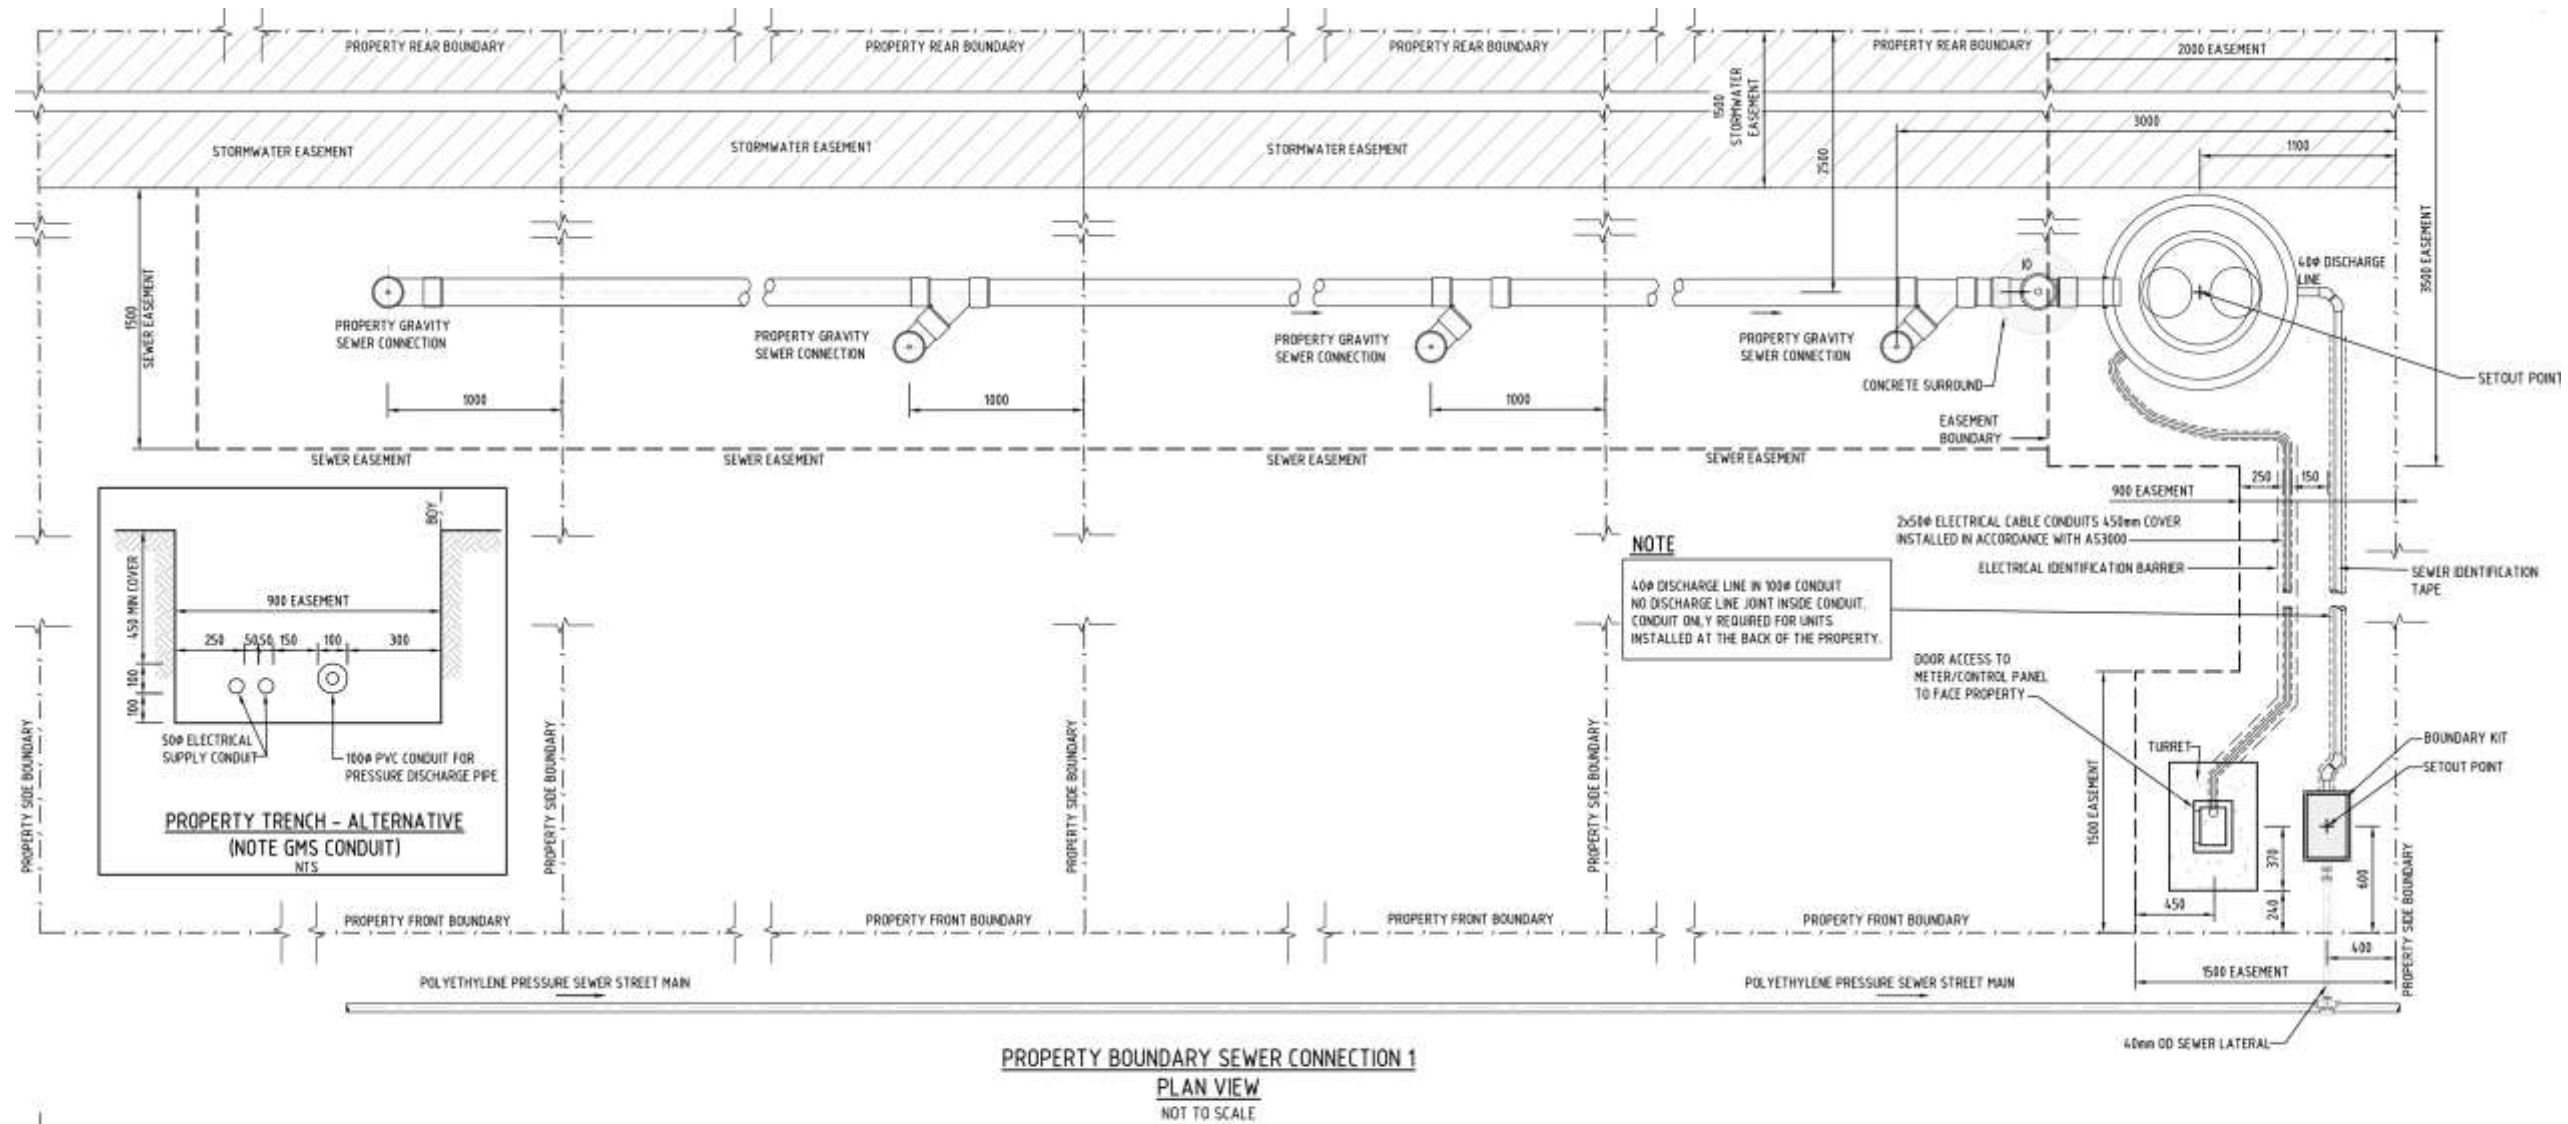 PROPERTY REAR BOUNDARY
PROPERTY REAR BOUNDARY
PROPERTY REAR BOUNDARY
PROPERTY REAR BOUNDARY
2000 EASEMENT
1500
STORMWATER
EASEMENT
3000
1100
STORMWATER EASEMENT
STORMWATER EASEMENT
STORMWATER EASEMENT
2500
3500 EASEMENT
1500
SEWER EASEMENT
IO
40Ø DISCHARGE
LINE
PROPERTY GRAVITY
SEWER CONNECTION
PROPERTY GRAVITY
SEWER CONNECTION
PROPERTY GRAVITY
SEWER CONNECTION
PROPERTY GRAVITY
SEWER CONNECTION
CONCRETE SURROUND
SETOUT POINT
1000
1000
1000
EASEMENT
BOUNDARY
SEWER EASEMENT
SEWER EASEMENT
SEWER EASEMENT
SEWER EASEMENT
250
150
900 EASEMENT
2x50Ø ELECTRICAL CABLE CONDUITS 450mm COVER
INSTALLED IN ACCORDANCE WITH AS3000
ELECTRICAL IDENTIFICATION BARRIER
SEWER IDENTIFICATION
TAPE
NOTE
40Ø DISCHARGE LINE IN 100Ø CONDUIT
NO DISCHARGE LINE JOINT INSIDE CONDUIT.
CONDUIT ONLY REQUIRED FOR UNITS
INSTALLED AT THE BACK OF THE PROPERTY.
DOOR ACCESS TO
METER/CONTROL PANEL
TO FACE PROPERTY
TURRET
BOUNDARY KIT
SETOUT POINT
1500 EASEMENT
370
240
600
450
400
1500 EASEMENT
BDY
450 MIN COVER
900 EASEMENT
250
50
50
150
100
300
100
100
50Ø ELECTRICAL
SUPPLY CONDUIT
100Ø PVC CONDUIT FOR
PRESSURE DISCHARGE PIPE
PROPERTY TRENCH - ALTERNATIVE
(NOTE GMS CONDUIT)
NTS
PROPERTY SIDE BOUNDARY
PROPERTY SIDE BOUNDARY
PROPERTY SIDE BOUNDARY
PROPERTY SIDE BOUNDARY
PROPERTY SIDE BOUNDARY
PROPERTY FRONT BOUNDARY
PROPERTY FRONT BOUNDARY
PROPERTY FRONT BOUNDARY
PROPERTY FRONT BOUNDARY
POLYETHYLENE PRESSURE SEWER STREET MAIN
POLYETHYLENE PRESSURE SEWER STREET MAIN
40mm OD SEWER LATERAL
PROPERTY BOUNDARY SEWER CONNECTION 1
PLAN VIEW
NOT TO SCALE